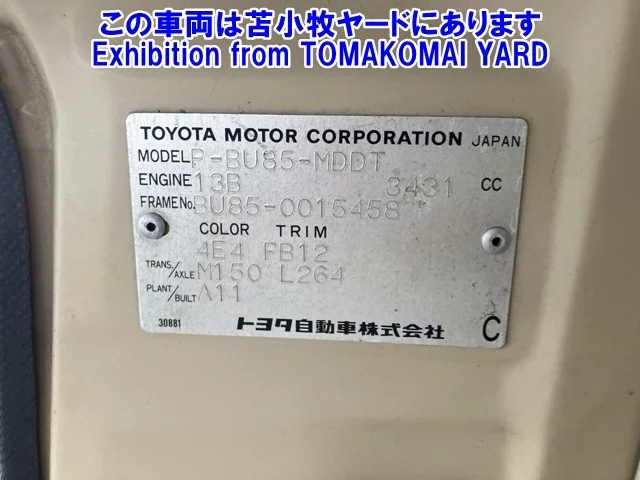 この車両は苫小牧ヤードにあります
Exhibition from TOMAKOMAI YARD
TOYOTA MOTOR CORPORATION JAPAN
MODEL P-BU85-MDDT
ENGINE 13B 3431 CC
FRAME No. BU85-0015458
COLOR TRIM
4E4 FB12
TRANS./AXLE M150 L264
PLANT/BUILT A11
30881 トヨタ自動車株式会社 C